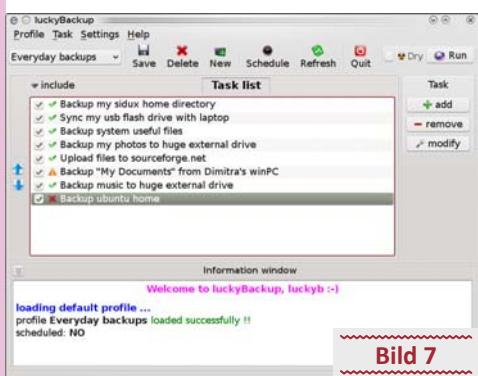 luckyBackup
Profile Task Settings Help
Everyday backups Save Delete New Schedule Refresh Quit Dry Run
include Task list Task
Backup my sidux home directory
Sync my usb flash drive with laptop
Backup system useful files
Backup my photos to huge external drive
Upload files to sourceforge.net
Backup "My Documents" from Dimitra's winPC
Backup music to huge external drive
Backup ubuntu home
add
remove
modify
Information window
Welcome to luckyBackup, luckyb :-)
loading default profile ...
profile Everyday backups loaded successfully !!
scheduled: NO
Bild 7